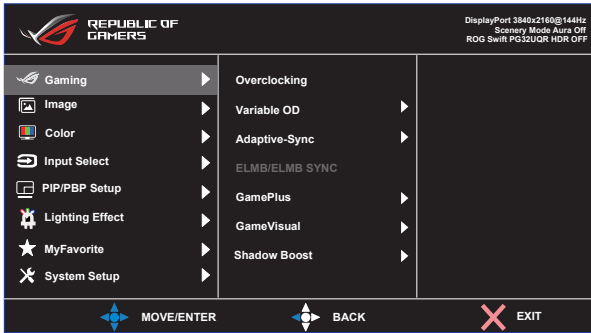 REPUBLIC OF
GAMERS
DisplayPort 3840x2160@144Hz
Scenery Mode Aura Off
ROG Swift PG32UQR HDR OFF
Gaming
Image
Color
Input Select
PIP/PBP Setup
Lighting Effect
MyFavorite
System Setup
Overclocking
Variable OD
Adaptive-Sync
ELMB/ELMB SYNC
GamePlus
GameVisual
Shadow Boost
MOVE/ENTER
BACK
EXIT